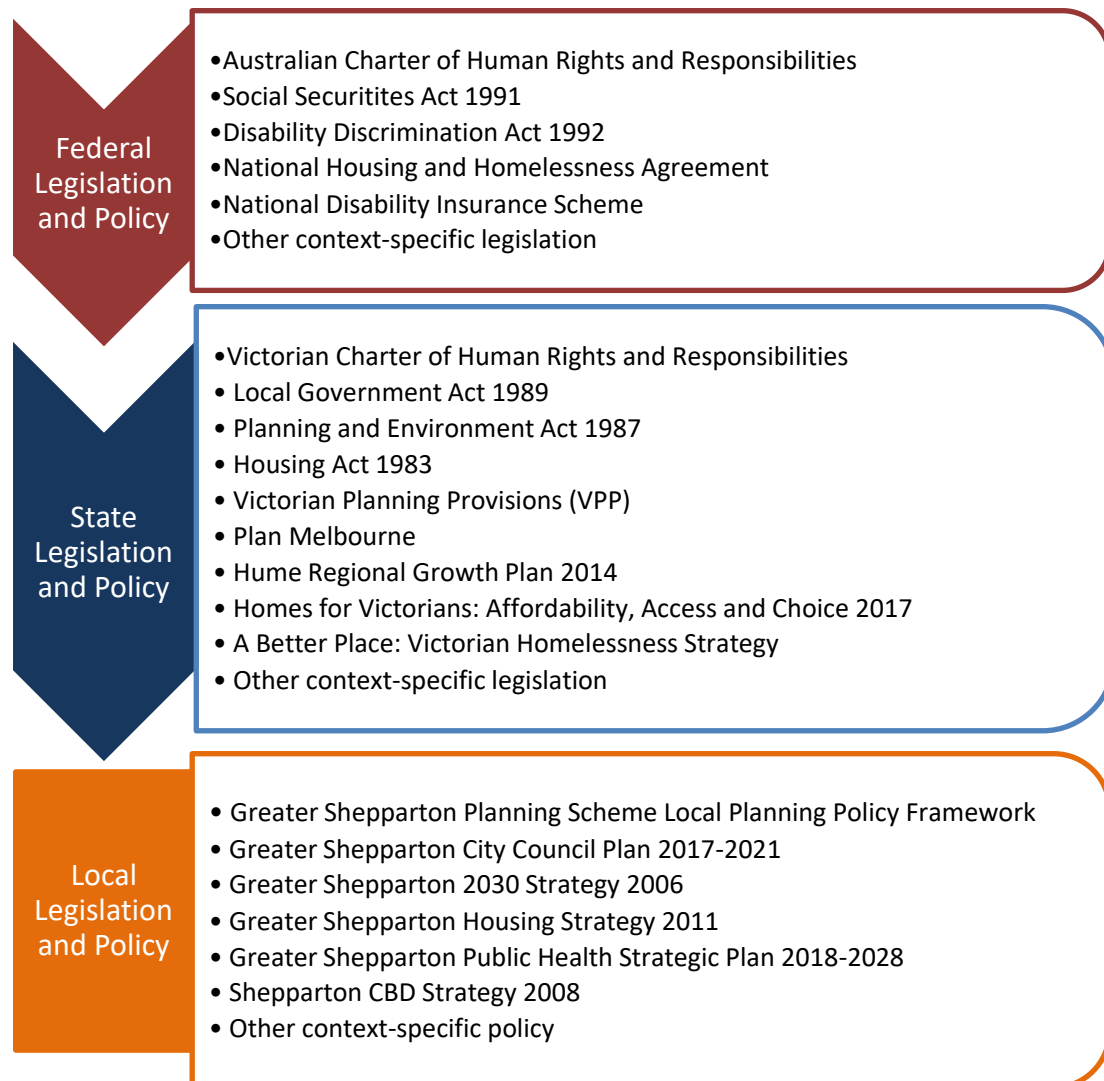 Federal
Legislation
and Policy
•Australian Charter of Human Rights and Responsibilities
•Social Securitites Act 1991
•Disability Discrimination Act 1992
•National Housing and Homelessness Agreement
•National Disability Insurance Scheme
•Other context-specific legislation
State
Legislation
and Policy
•Victorian Charter of Human Rights and Responsibilities
• Local Government Act 1989
• Planning and Environment Act 1987
• Housing Act 1983
• Victorian Planning Provisions (VPP)
• Plan Melbourne
• Hume Regional Growth Plan 2014
• Homes for Victorians: Affordability, Access and Choice 2017
• A Better Place: Victorian Homelessness Strategy
• Other context-specific legislation
Local
Legislation
and Policy
• Greater Shepparton Planning Scheme Local Planning Policy Framework
• Greater Shepparton City Council Plan 2017-2021
• Greater Shepparton 2030 Strategy 2006
• Greater Shepparton Housing Strategy 2011
• Greater Shepparton Public Health Strategic Plan 2018-2028
• Shepparton CBD Strategy 2008
• Other context-specific policy